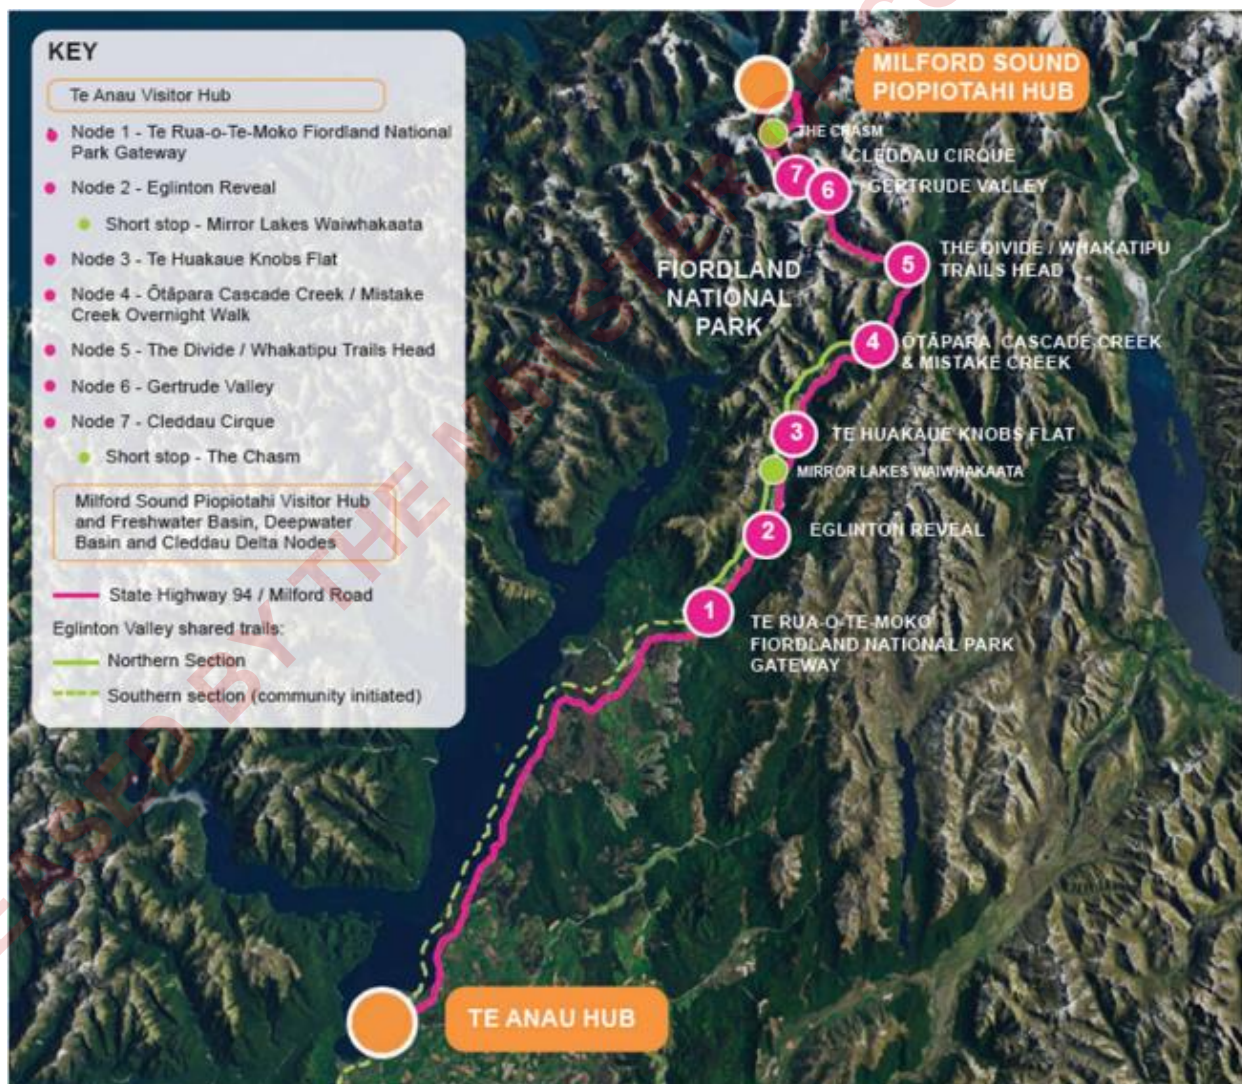 KEY
Te Anau Visitor Hub
Node 1 - Te Rua-o-Te-Moko Fiordland National
Park Gateway
Node 2 - Eglinton Reveal
Short stop - Mirror Lakes Waiwhakaata
Node 3 - Te Huakaue Knobs Flat
Node 4 - Ōtāpara Cascade Creek / Mistake
Creek Overnight Walk
Node 5 - The Divide / Whakatipu Trails Head
Node 6 - Gertrude Valley
Node 7 - Cleddau Cirque
Short stop - The Chasm
Milford Sound Piopiotahi Visitor Hub
and Freshwater Basin, Deepwater
Basin and Cleddau Delta Nodes
State Highway 94 / Milford Road
Eglinton Valley shared trails:
Northern Section
Southern section (community initiated)
MILFORD SOUND
PIOPIOTAHI HUB
THE CHASM
CLEDDAU CIRQUE
7
6
GERTRUDE VALLEY
5
THE DIVIDE / WHAKATIPU
TRAILS HEAD
FIORDLAND
NATIONAL
PARK
4
ŌTĀPARA CASCADE CREEK
& MISTAKE CREEK
3
TE HUAKAUE KNOBS FLAT
MIRROR LAKES WAIWHAKAATA
2
EGLINTON REVEAL
1
TE RUA-O-TE-MOKO
FIORDLAND NATIONAL PARK
GATEWAY
TE ANAU HUB
BY THE MINISTER